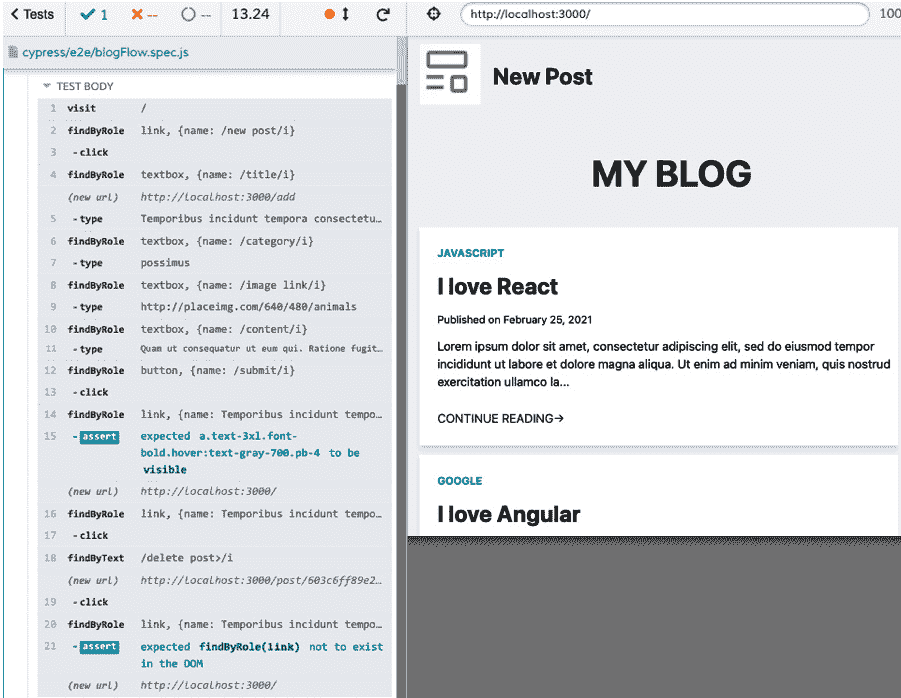 Tests 1 -- -- 13.24 http://localhost:3000/ 100
cypress/e2e/blogFlow.spec.js
TEST BODY
1 visit /
2 findByRole link, {name: /new post/i}
3 -click
4 findByRole textbox, {name: /title/i}
(new url) http://localhost:3000/add
5 -type Temporibus incidunt tempora consectetu…
6 findByRole textbox, {name: /category/i}
7 -type possimus
8 findByRole textbox, {name: /image link/i}
9 -type http://placeimg.com/640/480/animals
10 findByRole textbox, {name: /content/i}
11 -type Quam ut consequatur ut eum qui. Ratione fugit…
12 findByRole button, {name: /submit/i}
13 -click
14 findByRole link, {name: Temporibus incidunt tempo…
15 -assert expected a.text-3xl.font-
bold.hover:text-gray-700.pb-4 to be
visible
(new url) http://localhost:3000/
16 findByRole link, {name: Temporibus incidunt tempo…
17 -click
18 findByText /delete post>/i
(new url) http://localhost:3000/post/603c6ff89e2…
19 -click
20 findByRole link, {name: Temporibus incidunt tempo…
21 -assert expected findByRole(link) not to exist
in the DOM
(new url) http://localhost:3000/
New Post
MY BLOG
JAVASCRIPT
I love React
Published on February 25, 2021
Lorem ipsum dolor sit amet, consectetur adipiscing elit, sed do eiusmod tempor
incididunt ut labore et dolore magna aliqua. Ut enim ad minim veniam, quis nostrud
exercitation ullamco la...
CONTINUE READING→
GOOGLE
I love Angular